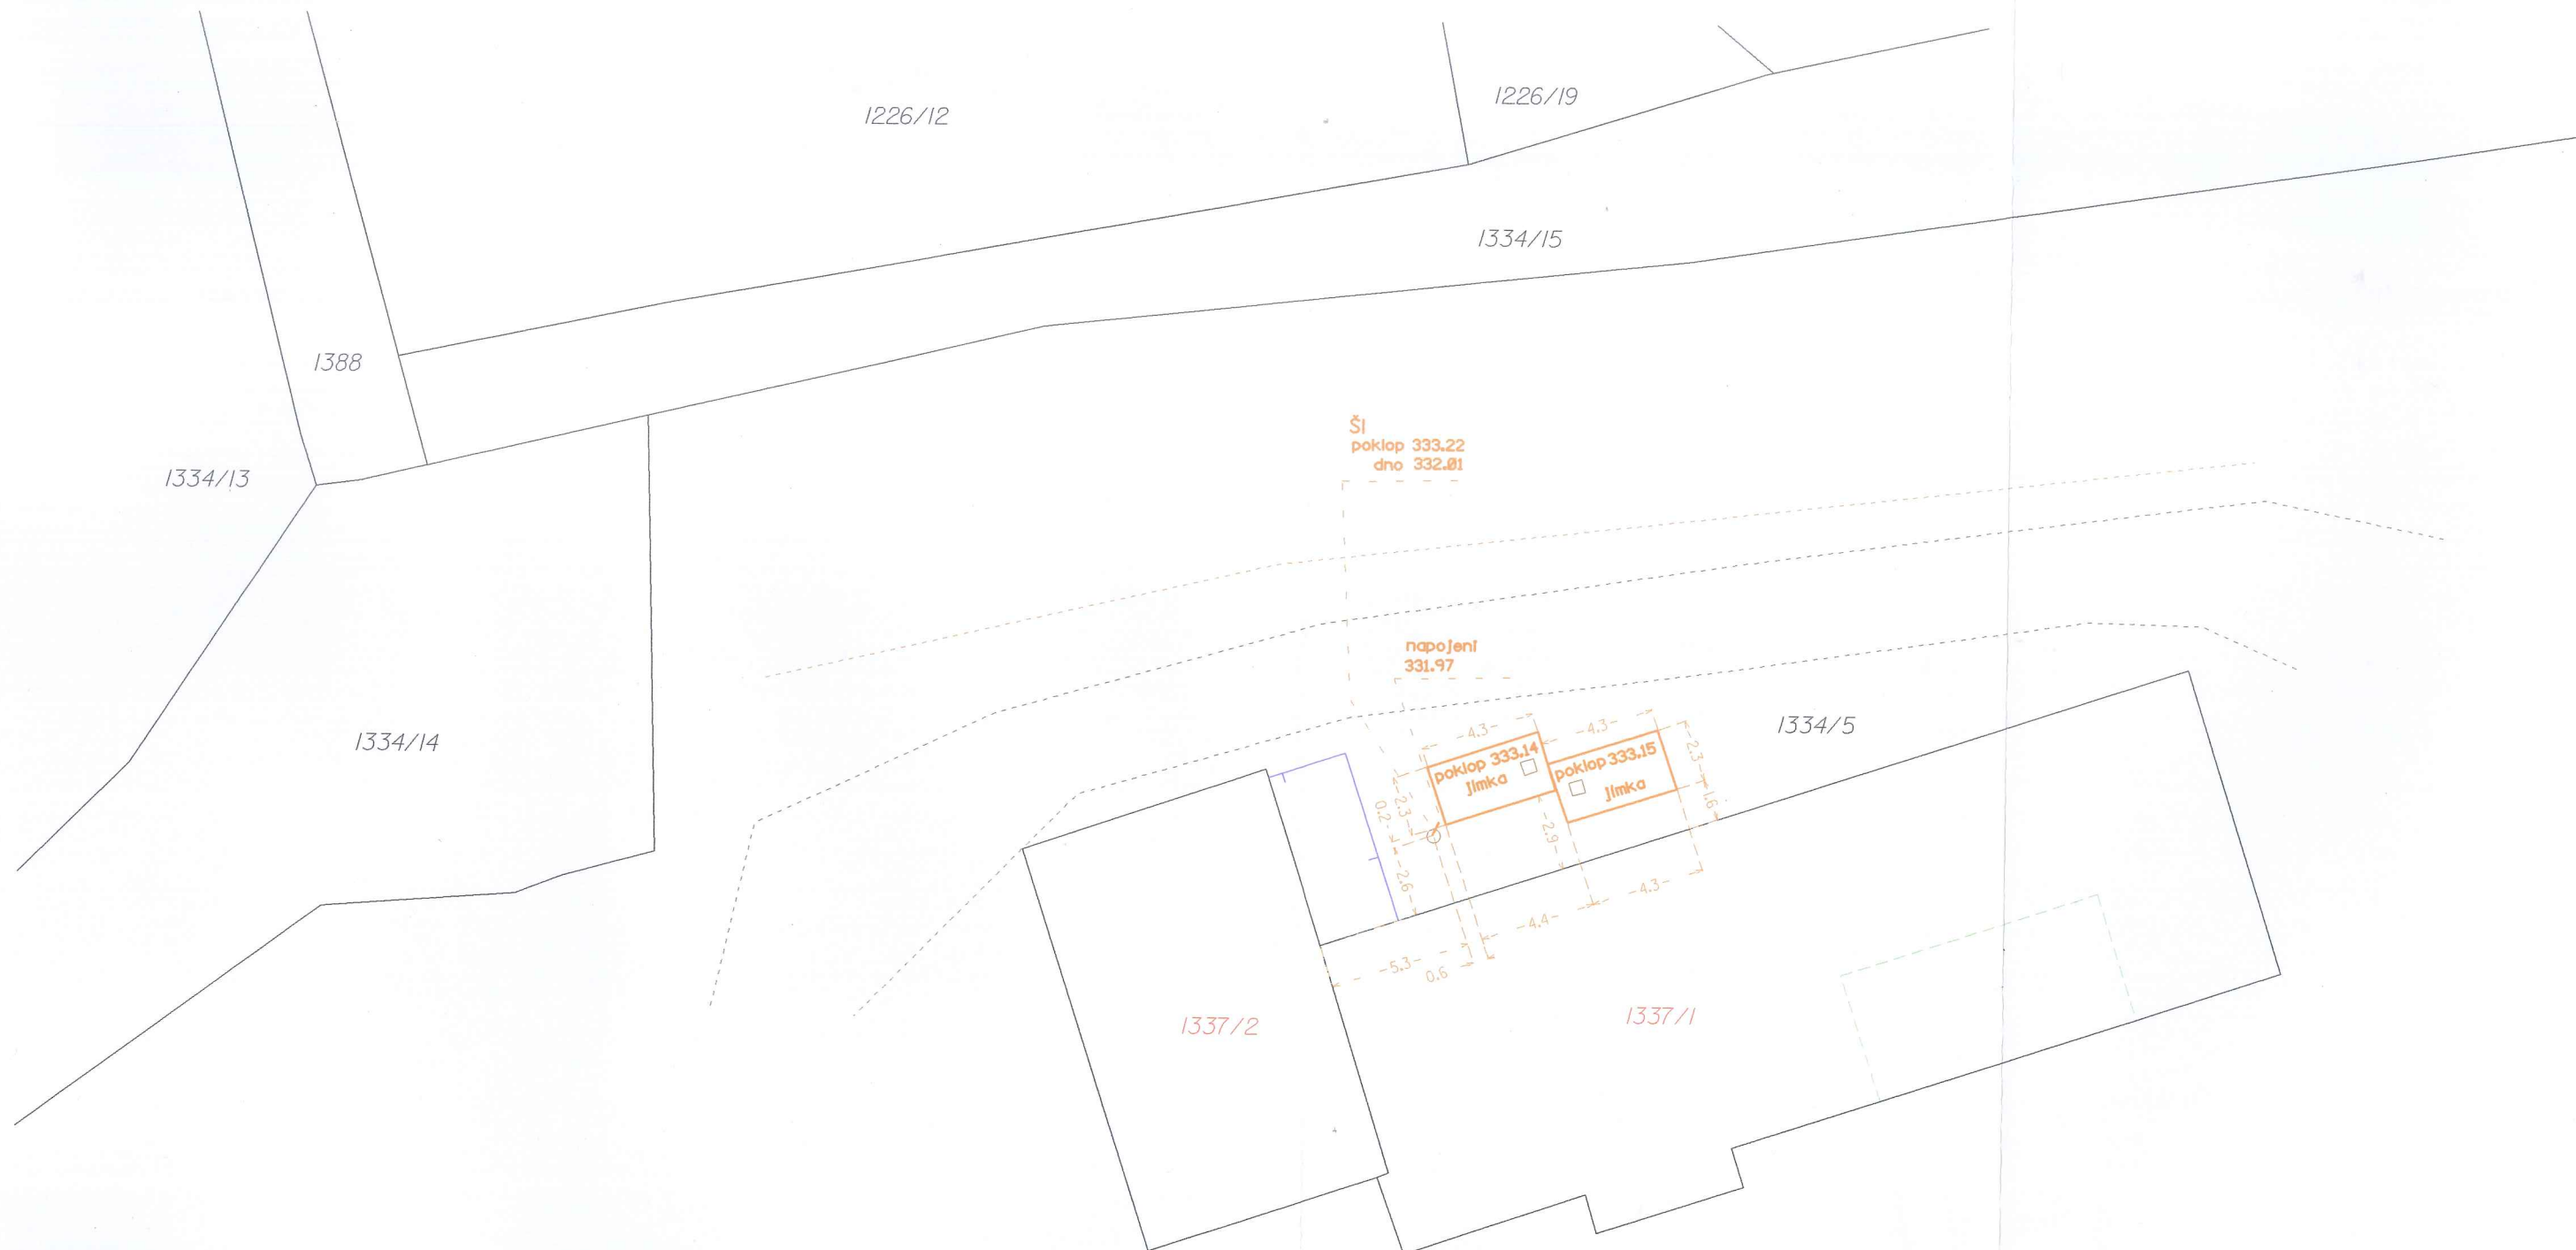 1226/12
1226/19
1334/15
1388
Š1
poklop 333.22
dno 332.01
1334/13
napojení
331.97
1334/5
1334/14
-4.3-
-4.3-
poklop 333.14
jímka
poklop 333.15
jímka
-2.3-
1.6
-2.3-
0.2
-2.9-
-2.6-
-4.3-
-4.4-
-5.3-
0.6
1337/2
1337/1